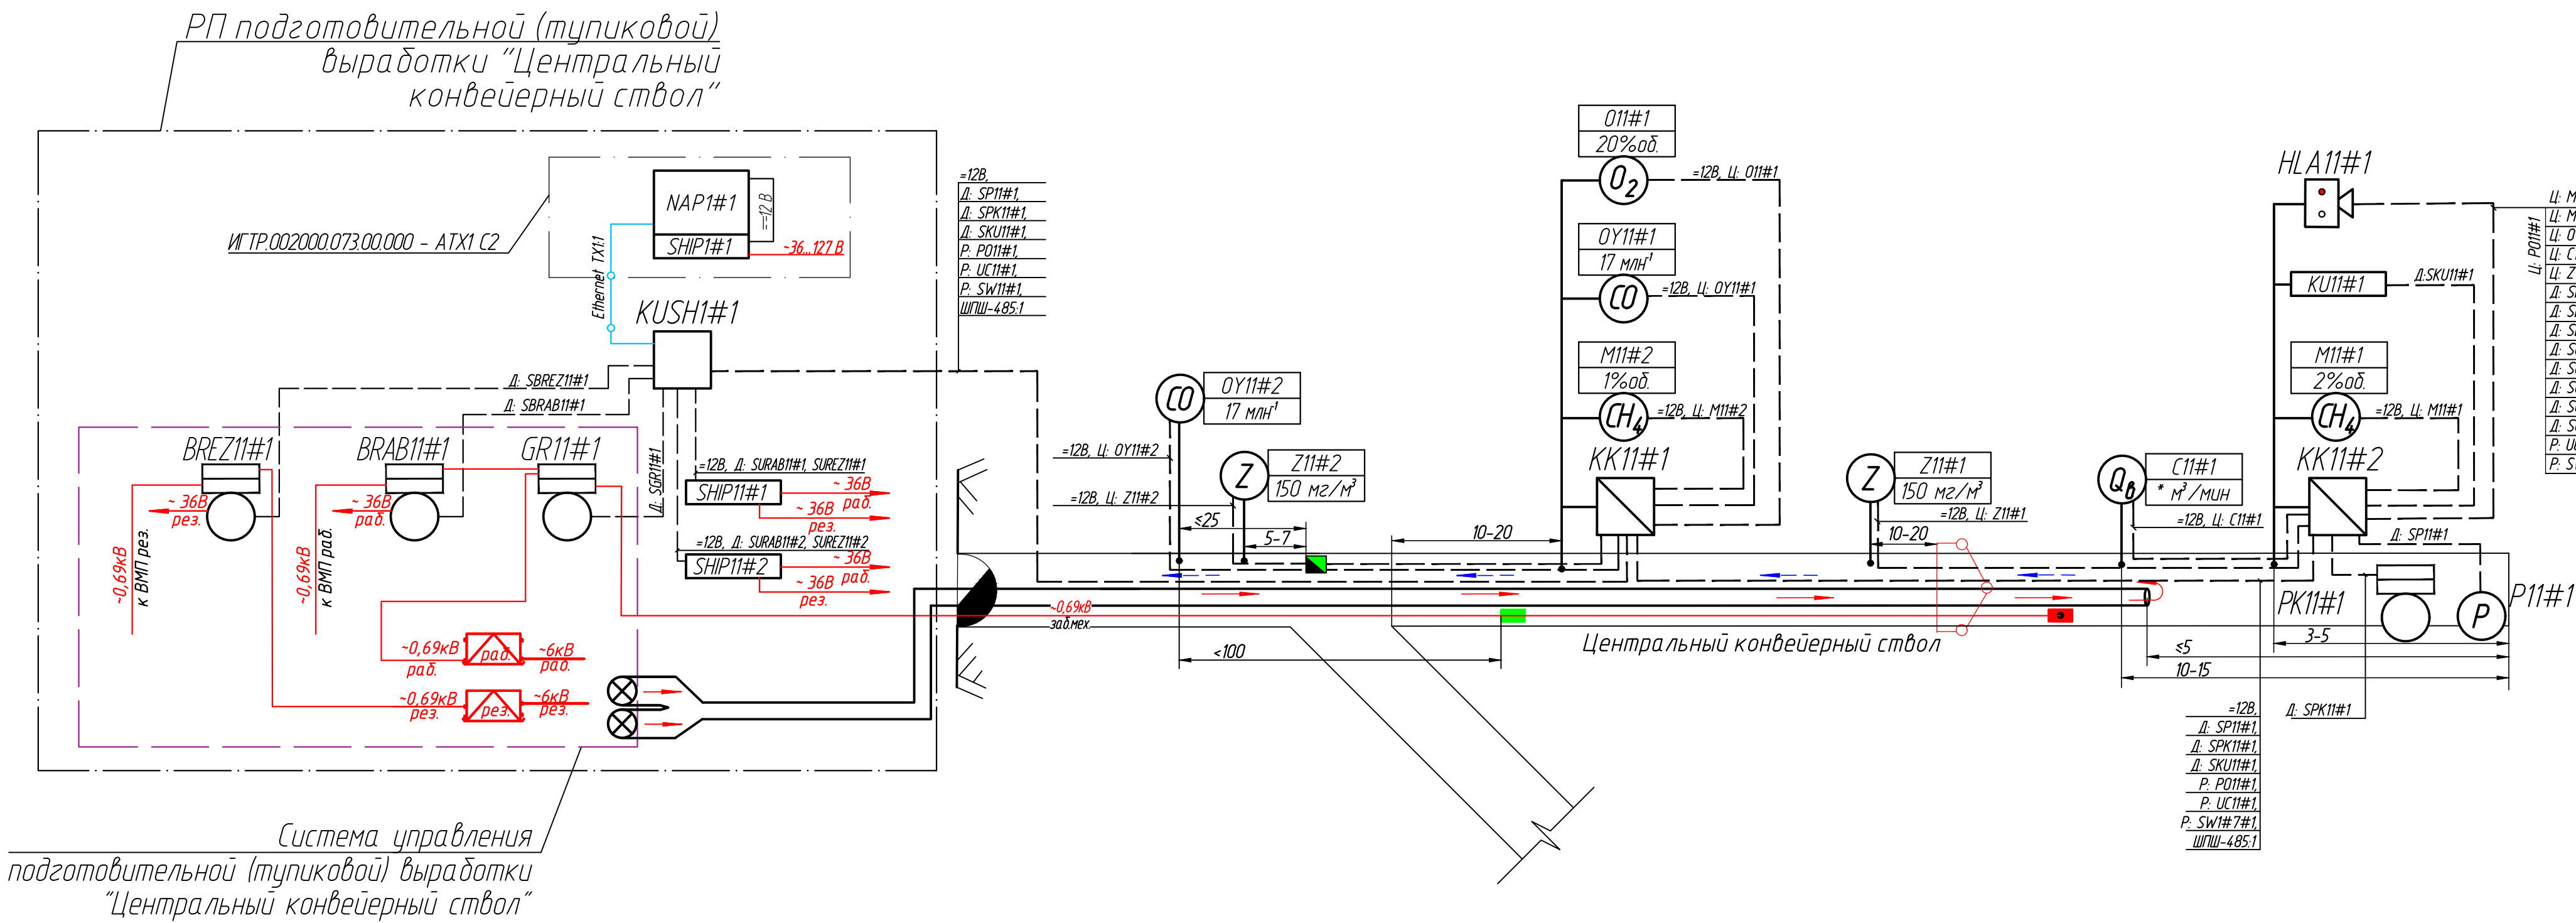 РП подготовительной (тупиковой)
выработки "Центральный
конвейерный ствол"
ИГТР.002000.073.00.000 - АТХ1 С2
NAP1#1
SHIP1#1
==12 В
~36...127 В
Ethernet TX1:1
KUSH1#1
Д: SBREZ11#1
Д: SBRAB11#1
Д: SGR11#1
BREZ11#1
BRAB11#1
GR11#1
~ 36В
рез.
~ 36В
раб.
~0,69кВ
к ВМП рез.
~0,69кВ
к ВМП раб.
=12В, Д: SURAB11#1, SUREZ11#1
SHIP11#1
~ 36В
раб.
~ 36В
рез.
=12В, Д: SURAB11#2, SUREZ11#2
SHIP11#2
~ 36В
раб.
~ 36В
рез.
~0,69кВ
раб.
раб.
~6кВ
раб.
~0,69кВ
рез.
рез.
~6кВ
рез.
Система управления
подготовительной (тупиковой) выработки
"Центральный конвейерный ствол"
=12В,
Д: SP11#1,
Д: SPK11#1,
Д: SKU11#1,
Р: PO11#1,
Р: UC11#1,
Р: SW11#1,
ШПШ-485:1
CO
OY11#2
17 млн⁻¹
=12В, Ц: OY11#2
Z
Z11#2
150 мг/м³
=12В, Ц: Z11#2
≤25
5-7
~0,69кВ
заб.мех.
<100
10-20
O11#1
20%об.
O₂
=12В, Ц: O11#1
OY11#1
17 млн⁻¹
CO
=12В, Ц: OY11#1
M11#2
1%об.
CH₄
=12В, Ц: M11#2
KK11#1
Центральный конвейерный ствол
Z
Z11#1
150 мг/м³
=12В, Ц: Z11#1
10-20
Qв
C11#1
* м³/мин
=12В, Ц: C11#1
HLA11#1
Ц: PO11#1
KU11#1
Д:SKU11#1
M11#1
2%об.
CH₄
=12В, Ц: M11#1
KK11#2
Д: SP11#1
PK11#1
P
P11#1
3-5
≤5
10-15
Д: SPK11#1
=12В,
Д: SP11#1,
Д: SPK11#1,
Д: SKU11#1,
Р: PO11#1,
Р: UC11#1,
Р: SW1#7#1,
ШПШ-485:1
Ц:
Ц:
Ц:
Ц:
Ц: Z
Д:
Д:
Д:
Д:
Д:
Д:
Д:
Д:
Р:
Р: